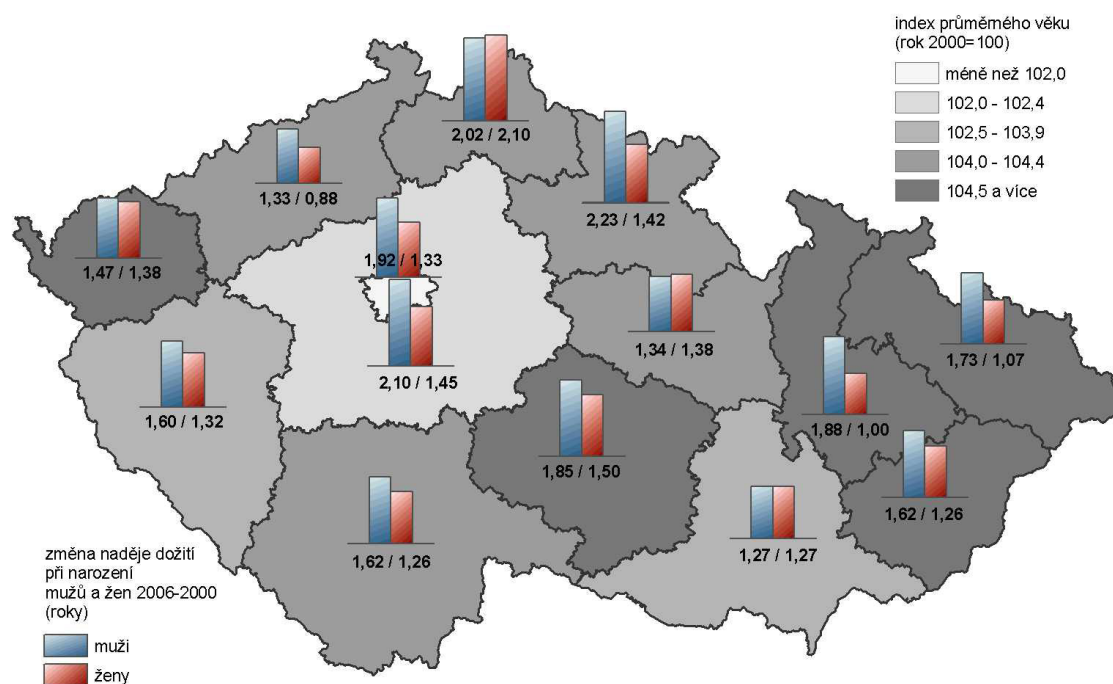 index průměrného věku
(rok 2000=100)
méně než 102,0
102,0 - 102,4
102,5 - 103,9
104,0 - 104,4
104,5 a více
2,02 / 2,10
1,33 / 0,88
2,23 / 1,42
1,47 / 1,38
1,92 / 1,33
1,34 / 1,38
1,73 / 1,07
2,10 / 1,45
1,60 / 1,32
1,88 / 1,00
1,85 / 1,50
1,62 / 1,26
1,27 / 1,27
1,62 / 1,26
změna naděje dožití
při narození
mužů a žen 2006-2000
(roky)
muži
ženy